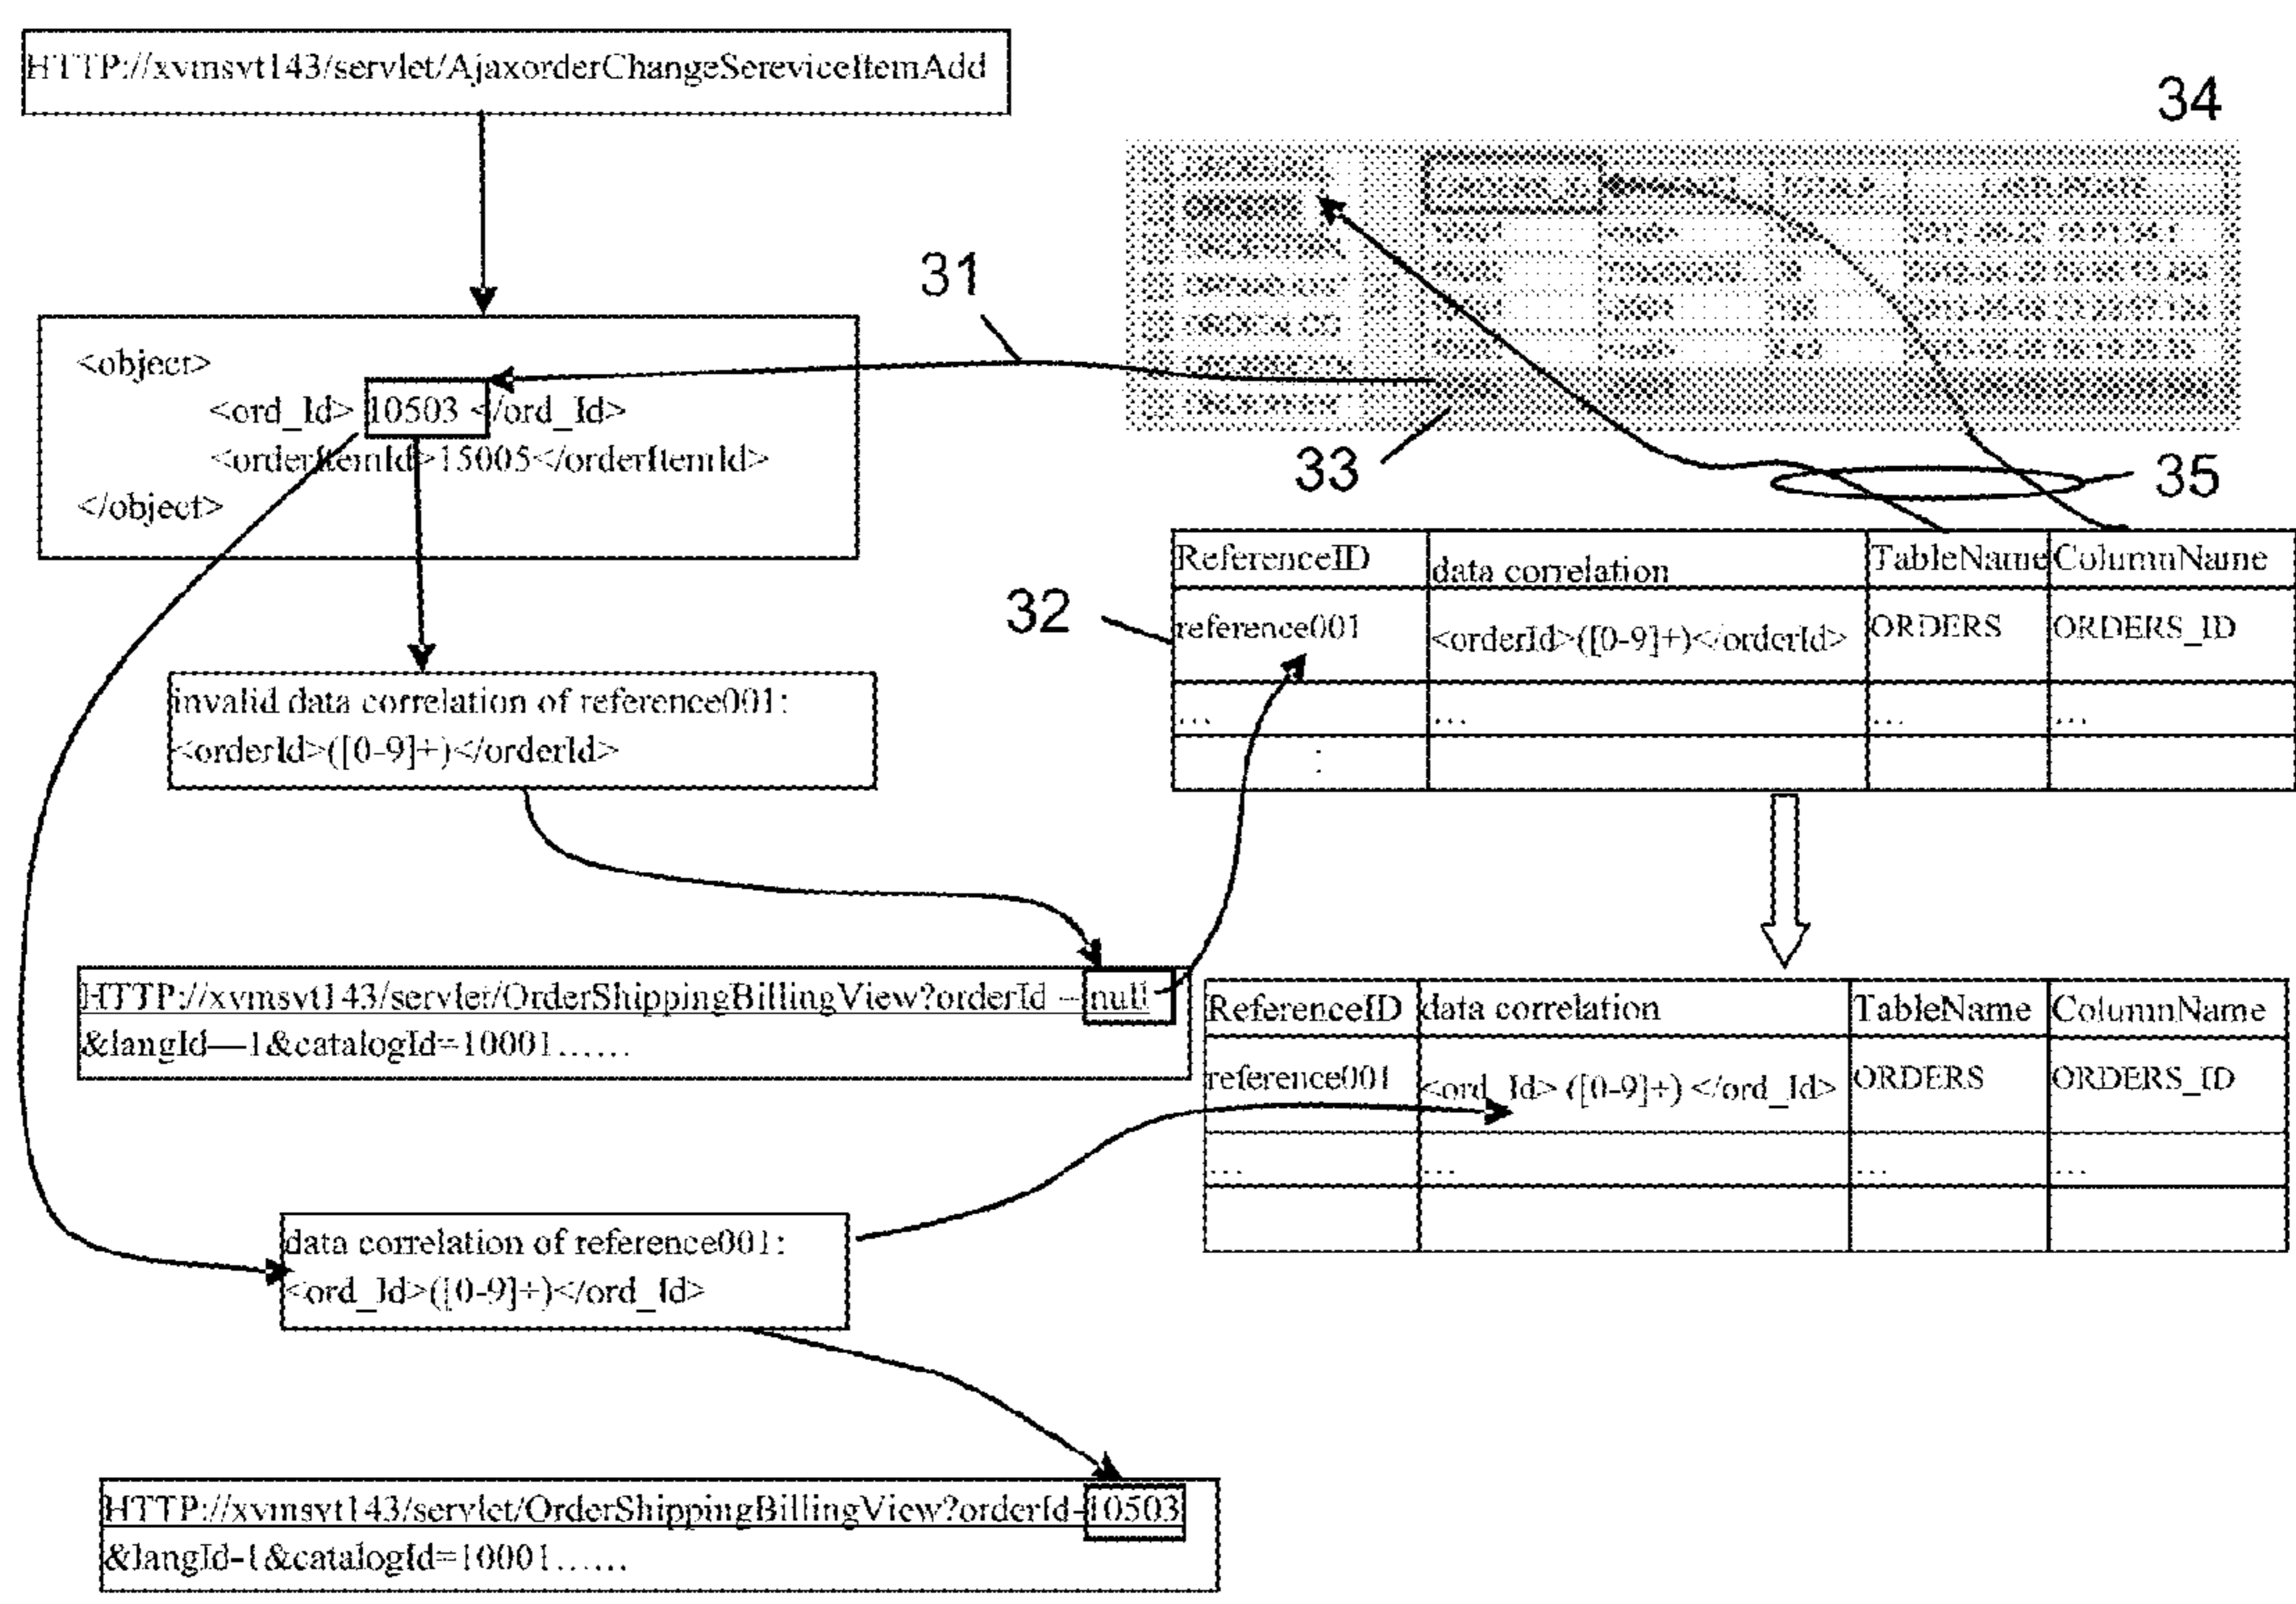 HTTP://xvmsvt143/servlet/AjaxorderChangeSereviceItemAdd
34
31
<object>
<ord_Id> 10503 </ord_Id>
<orderItemId>15005</orderItemId>
</object>
33
35
32
ReferenceID data correlation TableName ColumnName
reference001 <orderId>([0-9]+)</orderId> ORDERS ORDERS_ID
... ... ... ...
:
invalid data correlation of reference001:
<orderId>([0-9]+)</orderId>
HTTP://xvmsvt143/servlet/OrderShippingBillingView?orderId = null
&langId=-1&catalogId=10001......
ReferenceID data correlation TableName ColumnName
reference001 <ord_Id> ([0-9]+) </ord_Id> ORDERS ORDERS_ID
... ... ... ...
data correlation of reference001:
<ord_Id>([0-9]+)</ord_Id>
HTTP://xvmsvt143/servlet/OrderShippingBillingView?orderId-10503
&langId-1&catalogId=10001......